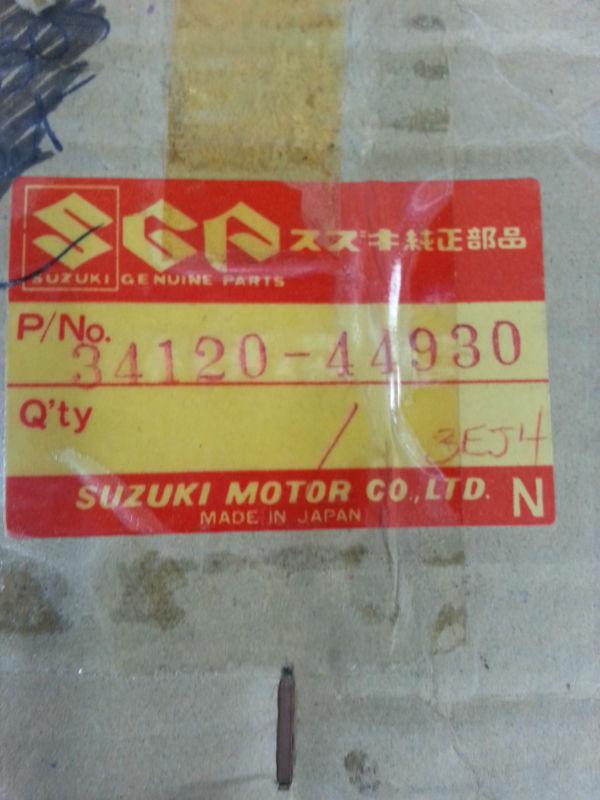 SGP スズキ純正部品
SUZUKI GENUINE PARTS
P/No. 34120-44930
Q'ty 1 3EJ4
SUZUKI MOTOR CO., LTD. N
MADE IN JAPAN